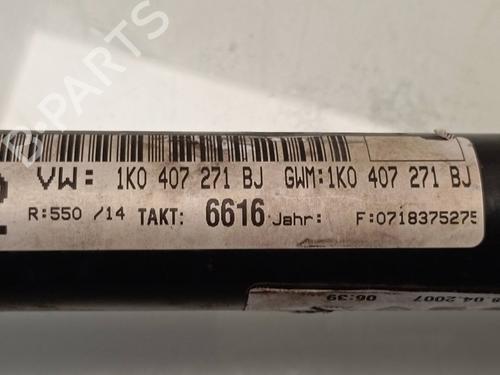 VW: 1K0 407 271 BJ GWM:1K0 407 271 BJ
R:550 /14 TAKT: 6616 Jahr: F:0718375275
06:39
.04.2007
B-PARTS